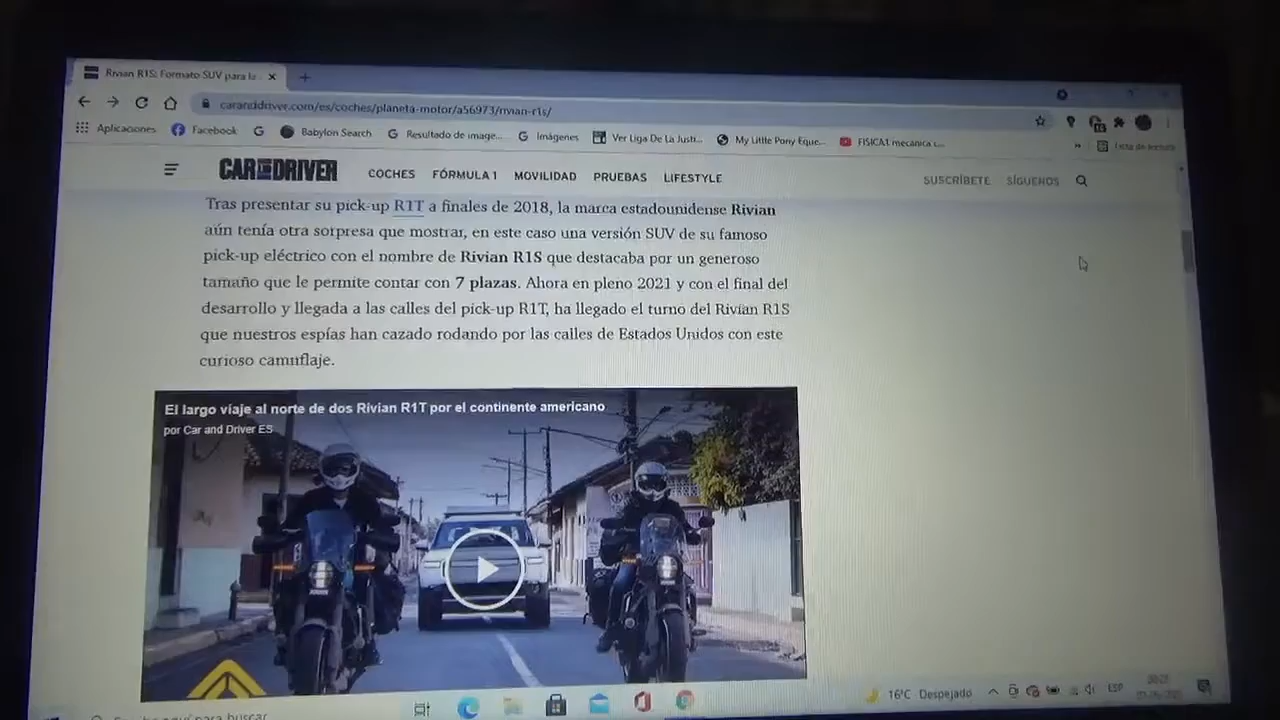 Rivian R1S: Formato SUV para la
caranddriver.com/es/coches/planeta-motor/a56973/rivian-r1s/
Aplicaciones Facebook Babylon Search Resultado de image... Imágenes Ver Liga De La Justi... My Little Pony Eque... FISICA1 mecánica c... » Lista de lectura
CAR AND DRIVER COCHES FÓRMULA 1 MOVILIDAD PRUEBAS LIFESTYLE SUSCRÍBETE SÍGUENOS
Tras presentar su pick-up R1T a finales de 2018, la marca estadounidense Rivian
aún tenía otra sorpresa que mostrar, en este caso una versión SUV de su famoso
pick-up eléctrico con el nombre de Rivian R1S que destacaba por un generoso
tamaño que le permite contar con 7 plazas. Ahora en pleno 2021 y con el final del
desarrollo y llegada a las calles del pick-up R1T, ha llegado el turno del Rivian R1S
que nuestros espías han cazado rodando por las calles de Estados Unidos con este
curioso camuflaje.
El largo viaje al norte de dos Rivian R1T por el continente americano
por Car and Driver ES
aquí para buscar
16°C Despejado ESP